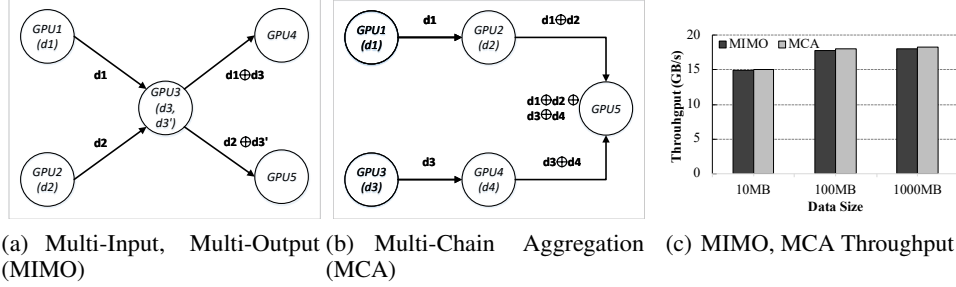 GPU1
(d1)
GPU4
d1
d1⊕d3
GPU3
(d3,
d3')
d2
d2 ⊕d3'
GPU2
(d2)
GPU5
GPU1
(d1)
d1
GPU2
(d2)
d1⊕d2
d1⊕d2 ⊕
d3⊕d4
GPU5
GPU3
(d3)
d3
GPU4
(d4)
d3⊕d4
Throuhgput (GB/s)
20
15
10
5
0
MIMO
MCA
10MB
100MB
1000MB
Data Size
(a) Multi-Input, Multi-Output
(MIMO)
(b) Multi-Chain Aggregation
(MCA)
(c) MIMO, MCA Throughput